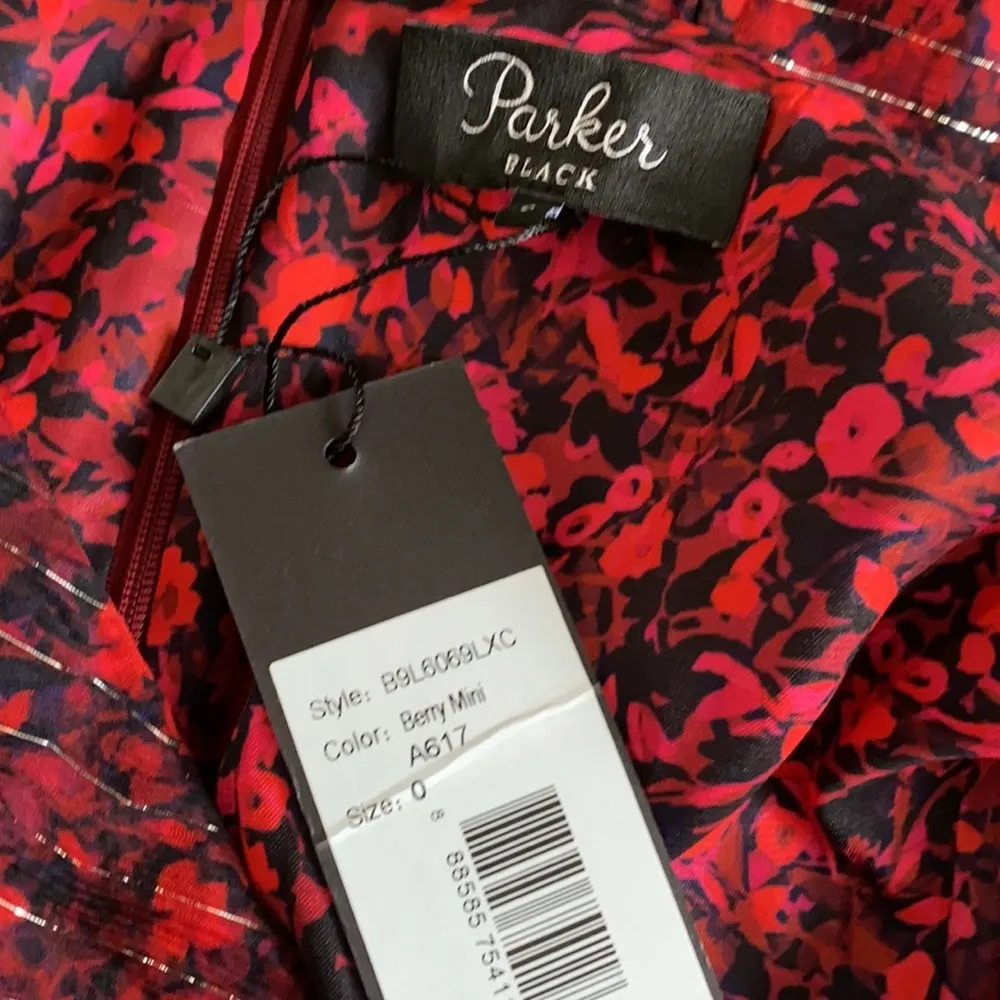 Parker
BLACK
Style: B9L6069LXC
Color: Berry Mini
A617
Size: 0
8
88585 7541